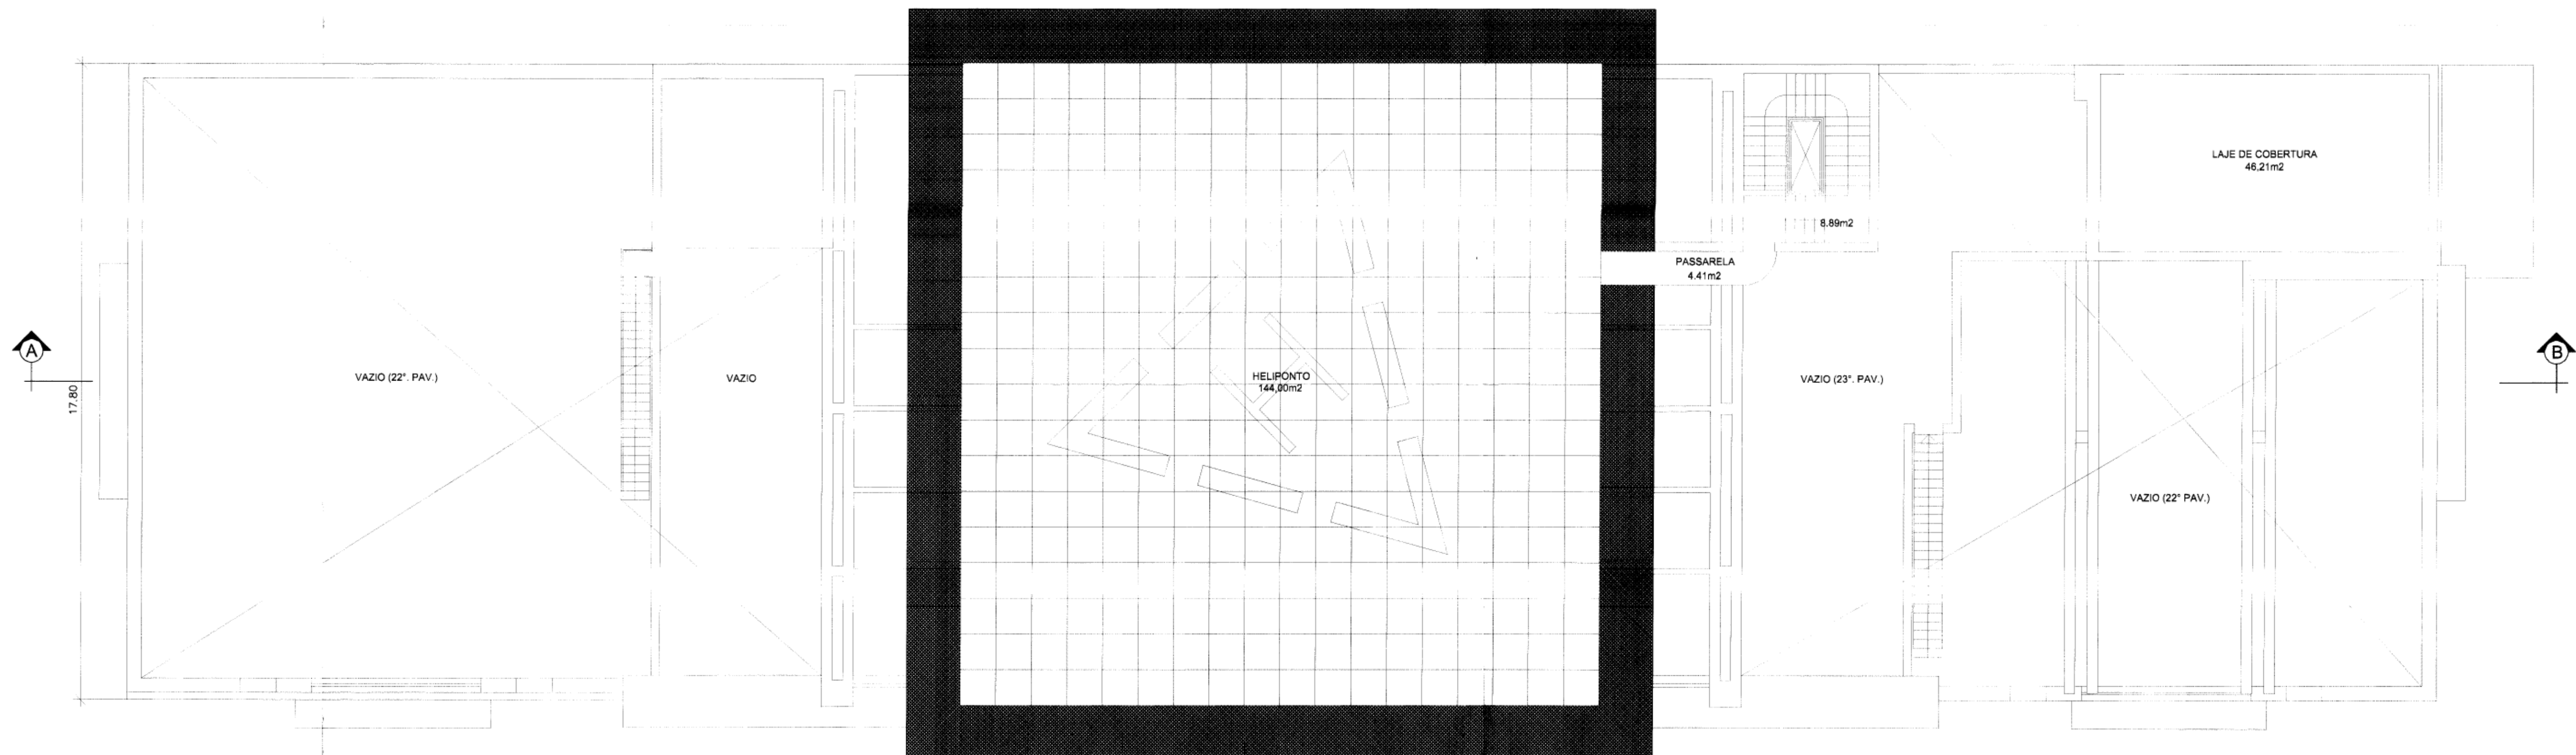 LAJE DE COBERTURA
46,21m2
8.89m2
PASSARELA
4.41m2
A
B
17.80
VAZIO (22°. PAV.)
VAZIO
HELIPONTO
144,00m2
VAZIO (23°. PAV.)
VAZIO (22° PAV.)
H